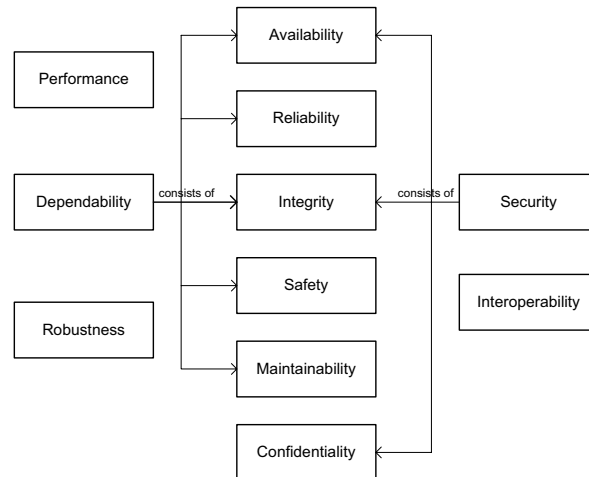 Availability
Performance
Reliability
Dependability
consists of
Integrity
consists of
Security
Safety
Interoperability
Robustness
Maintainability
Confidentiality